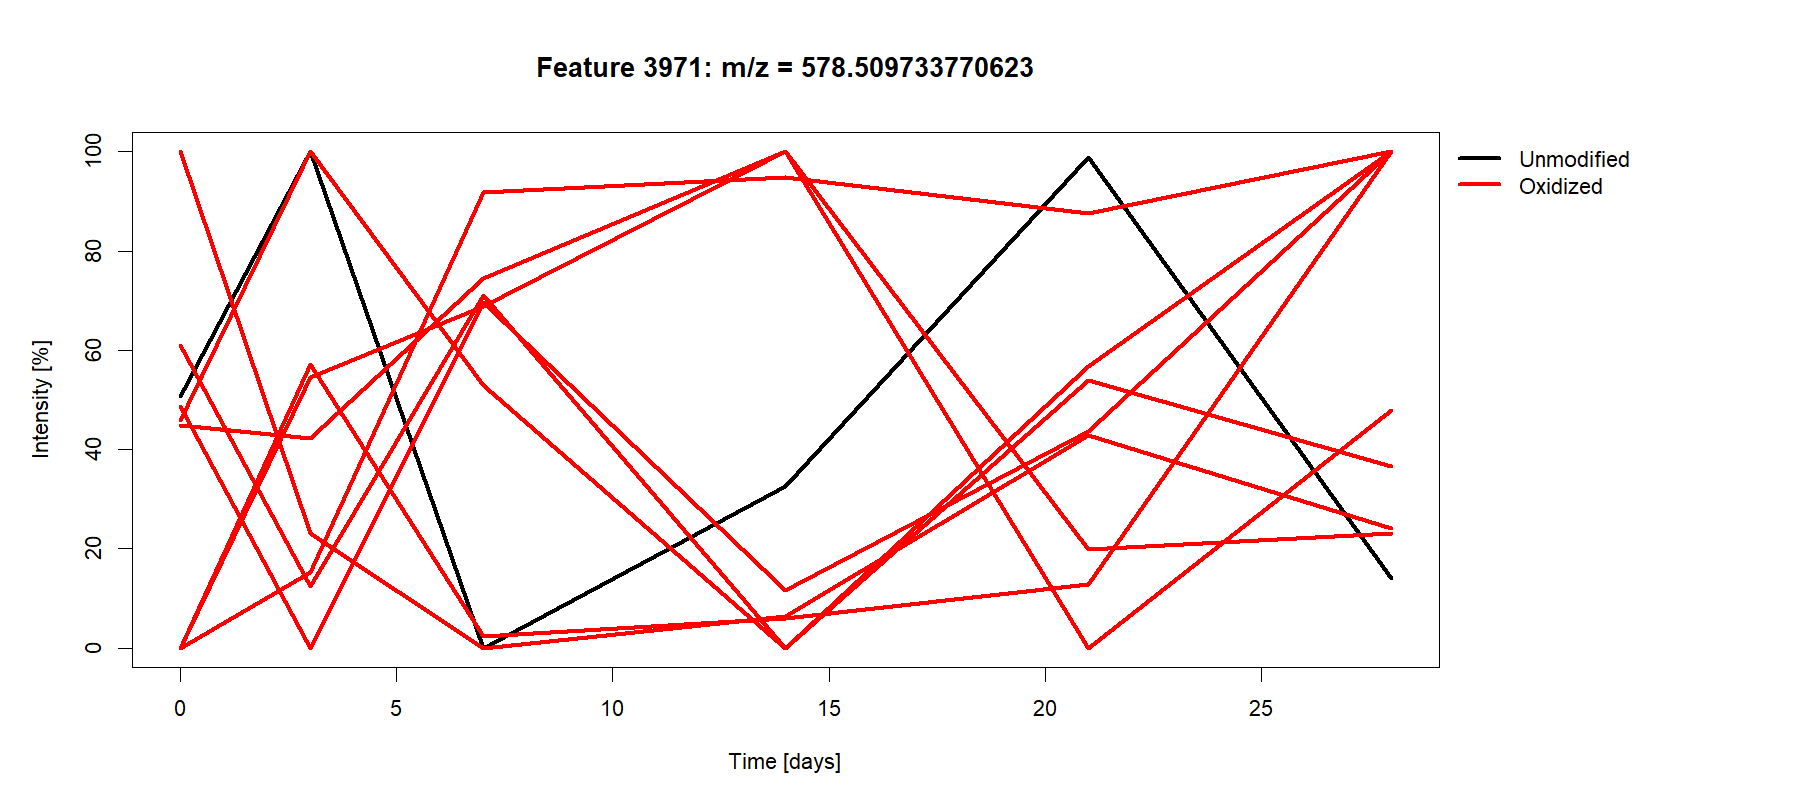 Feature 3971: m/z = 578.509733770623
Unmodified
Oxidized
Intensity [%]
100
80
60
40
20
0
0 5 10 15 20 25
Time [days]